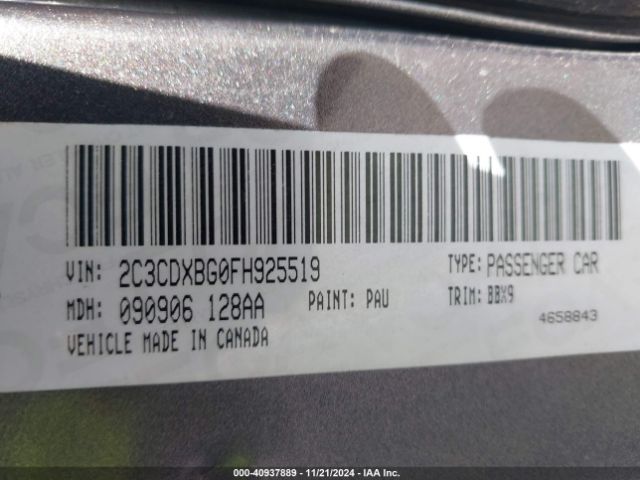 VIN: 2C3CDXBG0FH925519 TYPE: PASSENGER CAR
MDH: 090906 128AA PAINT: PAU TRIM: BBX9
4658843
VEHICLE MADE IN CANADA
000-40937889 - 11/21/2024 - IAA Inc.